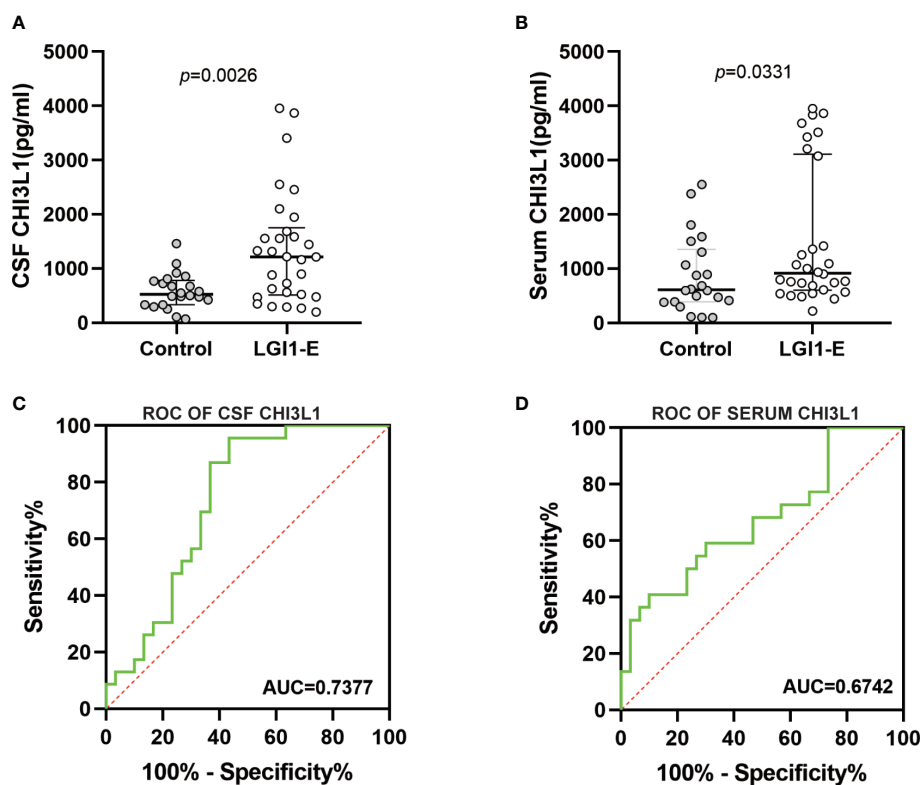 A
5000
4000
3000
2000
1000
0
CSF CHI3L1(pg/ml)
p=0.0026
Control
LGI1-E
B
5000
4000
3000
2000
1000
0
Serum CHI3L1(pg/ml)
p=0.0331
Control
LGI1-E
C
ROC OF CSF CHI3L1
100
80
60
40
20
0
Sensitivity%
AUC=0.7377
0 20 40 60 80 100
100% - Specificity%
D
ROC OF SERUM CHI3L1
100
80
60
40
20
0
Sensitivity%
AUC=0.6742
0 20 40 60 80 100
100% - Specificity%